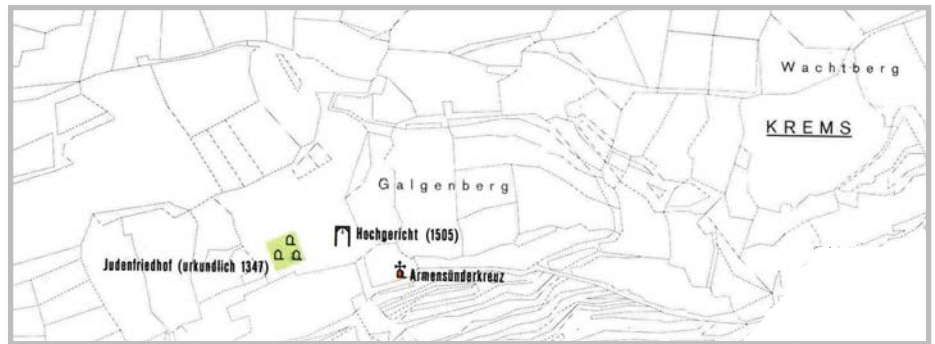 Wachtberg
KREMS
Galgenberg
Hochgericht (1505)
Judenfriedhof (urkundlich 1347)
Armensünderkreuz